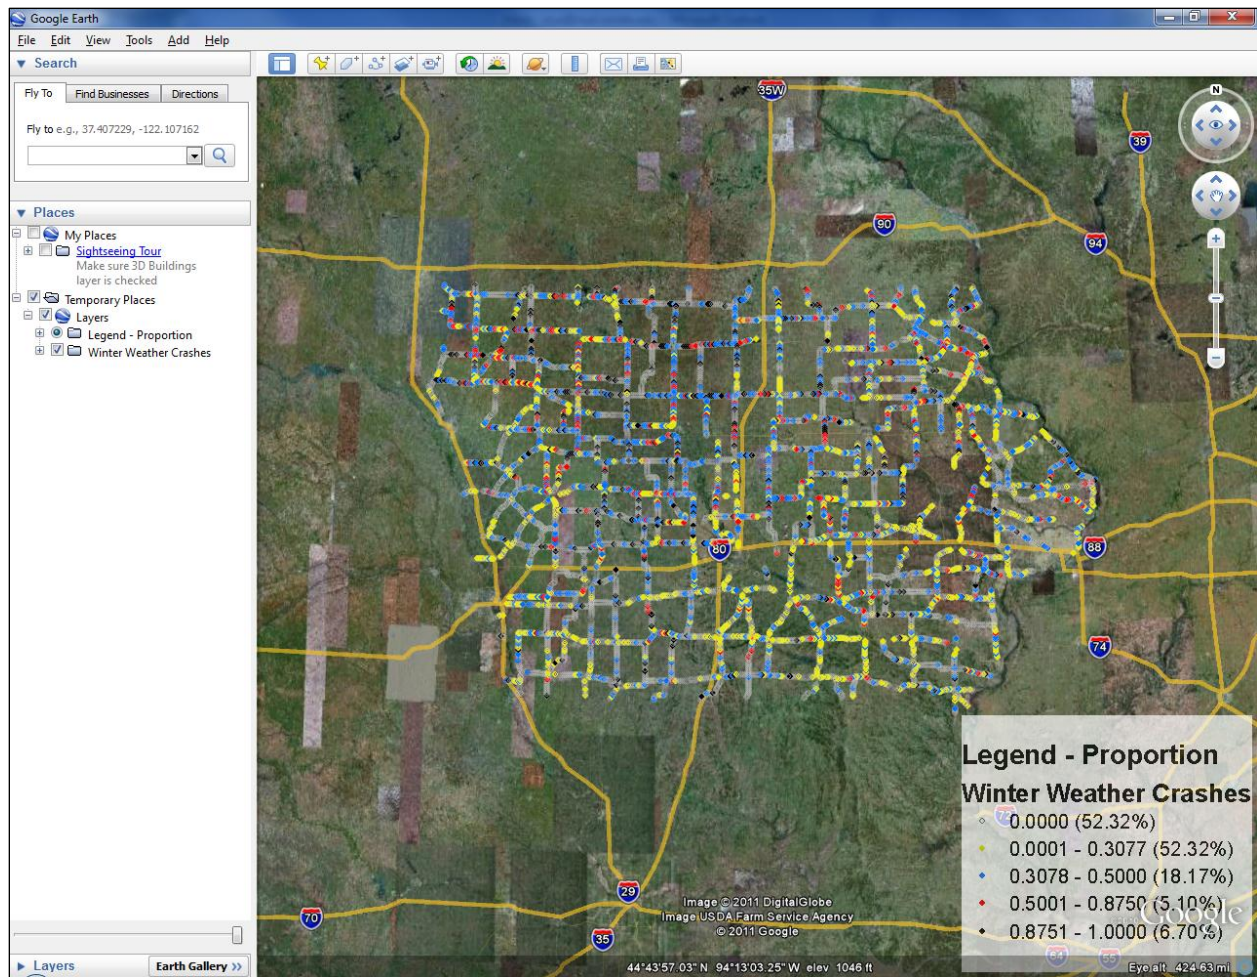 Google Earth
File Edit View Tools Add Help
Search
Fly To Find Businesses Directions
Fly to e.g., 37.407229, -122.107162
Places
My Places
Sightseeing Tour
Make sure 3D Buildings
layer is checked
Temporary Places
Layers
Legend - Proportion
Winter Weather Crashes
Layers
Earth Gallery >>
N
35W
39
90
94
80
88
74
29
70
35
Legend - Proportion
Winter Weather Crashes
72
0.0000 (52.32%)
0.0001 - 0.3077 (52.32%)
0.3078 - 0.5000 (18.17%)
0.5001 - 0.8750 (5.10%)
0.8751 - 1.0000 (6.70%)
Google
64
55
Image © 2011 DigitalGlobe
Image USDA Farm Service Agency
© 2011 Google
44°43'57.03" N 94°13'03.25" W elev 1046 ft
Eye alt 424.63 mi